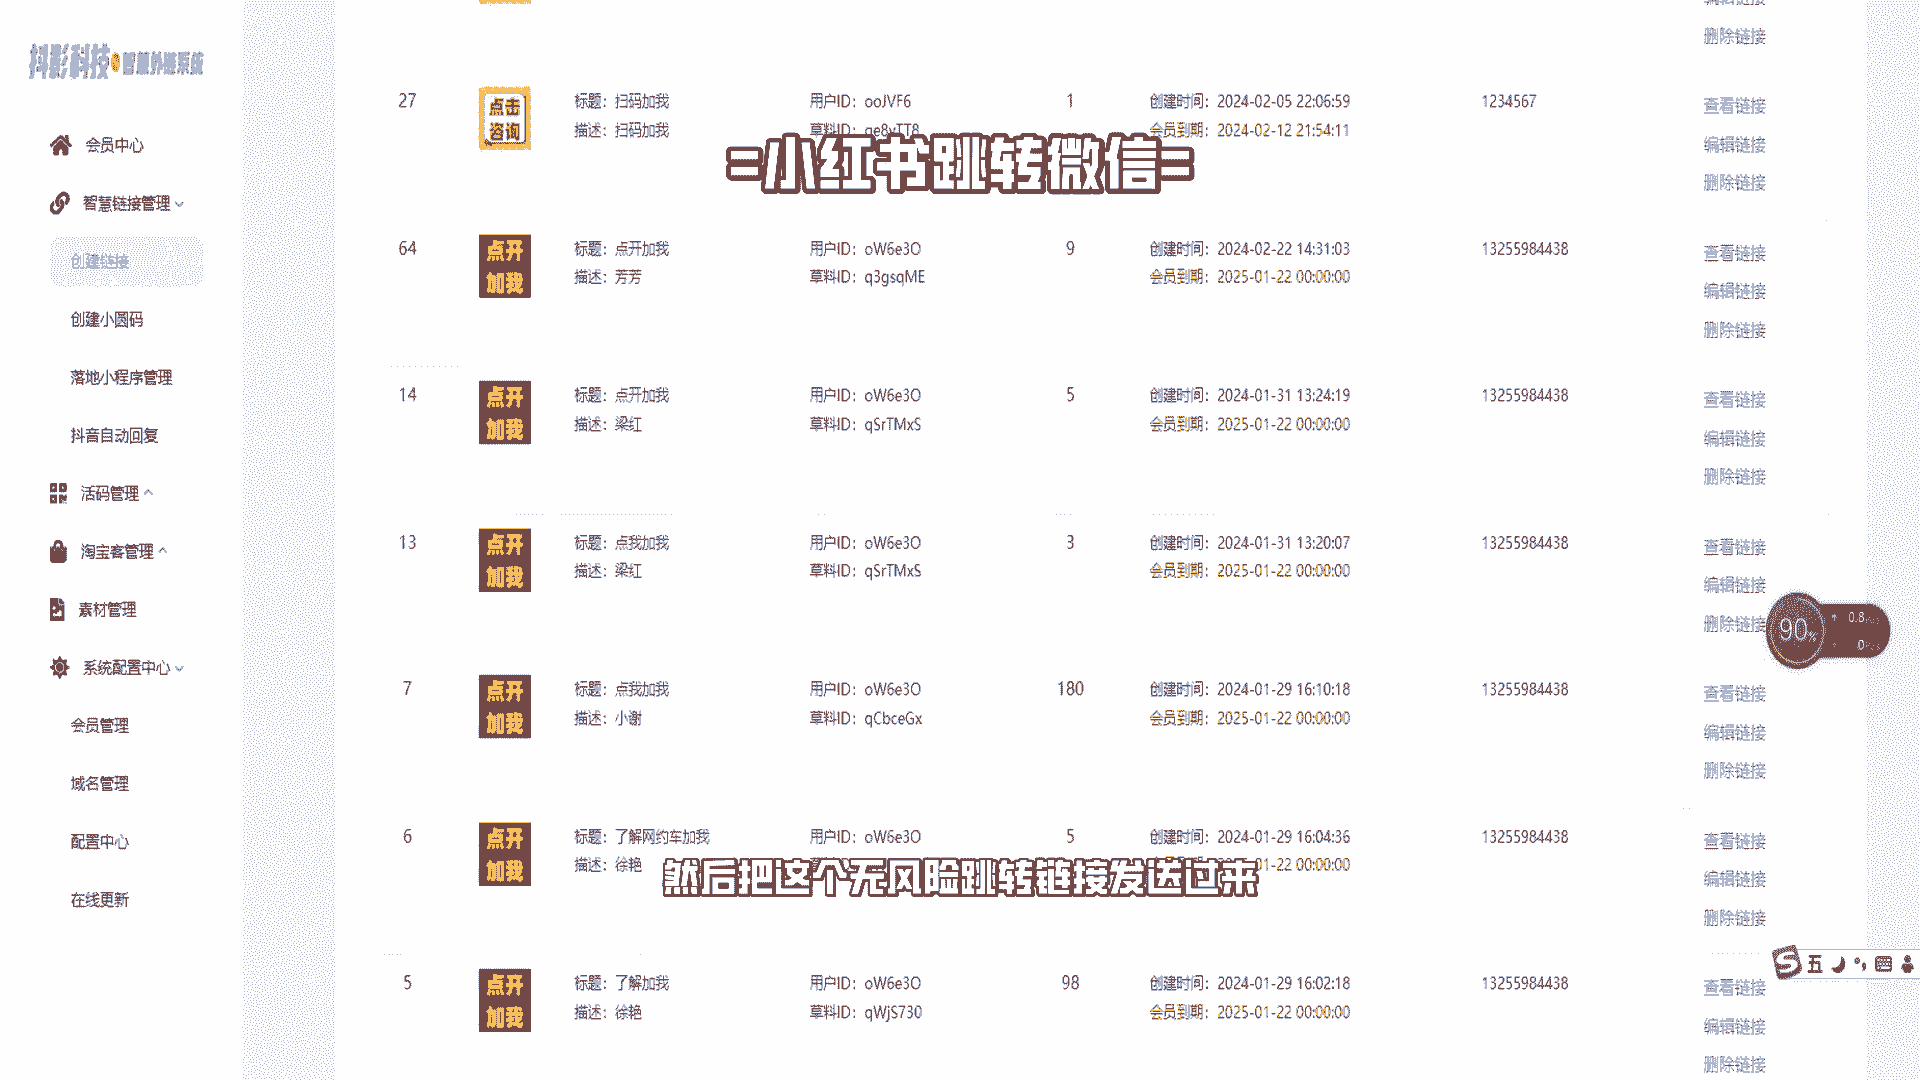 抖影科技 智慧外链系统
会员中心
智慧链接管理
创建链接
创建小圆码
落地小程序管理
抖音自动回复
活码管理
淘宝客管理
素材管理
系统配置中心
会员管理
域名管理
配置中心
在线更新
=小红书跳转微信=
删除链接
27
点击
咨询
标题：扫码加我
描述：扫码加我
用户ID：ooJVF6
草料ID：qe8yTT8
1
创建时间：2024-02-05 22:06:59
会员到期：2024-02-12 21:54:11
1234567
查看链接
编辑链接
删除链接
64
点开
加我
标题：点开加我
描述：芳芳
用户ID：oW6e3O
草料ID：q3gsqME
9
创建时间：2024-02-22 14:31:03
会员到期：2025-01-22 00:00:00
13255984438
查看链接
编辑链接
删除链接
14
点开
加我
标题：点开加我
描述：梁红
用户ID：oW6e3O
草料ID：qSrTMxS
5
创建时间：2024-01-31 13:24:19
会员到期：2025-01-22 00:00:00
13255984438
查看链接
编辑链接
删除链接
13
点开
加我
标题：点我加我
描述：梁红
用户ID：oW6e3O
草料ID：qSrTMxS
3
创建时间：2024-01-31 13:20:07
会员到期：2025-01-22 00:00:00
13255984438
查看链接
编辑链接
删除链接
90%
0.8
0
7
点开
加我
标题：点我加我
描述：小谢
用户ID：oW6e3O
草料ID：qCbceGx
180
创建时间：2024-01-29 16:10:18
会员到期：2025-01-22 00:00:00
13255984438
查看链接
编辑链接
删除链接
6
点开
加我
标题：了解网约车加我
描述：徐艳
用户ID：oW6e3O
5
创建时间：2024-01-29 16:04:36
01-22 00:00:00
13255984438
查看链接
编辑链接
删除链接
然后把这个无风险跳转链接发送过来
5
点开
加我
标题：了解加我
描述：徐艳
用户ID：oW6e3O
草料ID：qWjS730
98
创建时间：2024-01-29 16:02:18
会员到期：2025-01-22 00:00:00
13255984438
查看链接
编辑链接
删除链接
五